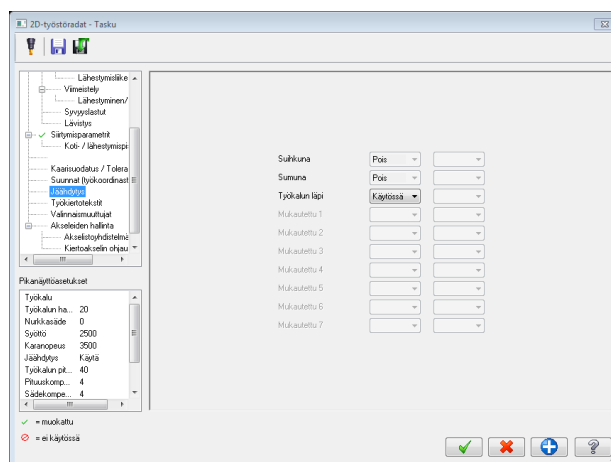 2D-työstöradat - Tasku
Lähestymisliike
Viimeistely
Lähestyminen/
Syvyyslastut
Lävistys
Siirtymisparametrit
Koti- / lähestymispi
Kaarisuodatus / Tolera
Suunnat (työkoordinast
Jäähdytys
Työkiertotekstit
Valinnaismuuttujat
Akseleiden hallinta
Akselistoyhdistelmä
Kiertoakselin ohjau
Suihkuna Pois
Sumuna Pois
Työkalun läpi Käytössä
Mukautettu 1
Mukautettu 2
Mukautettu 3
Mukautettu 4
Mukautettu 5
Mukautettu 6
Mukautettu 7
Pikanäyttöasetukset
Työkalu
Työkalun ha... 20
Nurkkasäde 0
Syöttö 2500
Karanopeus 3500
Jäähdytys Käytä
Työkalun pit... 40
Pituuskomp... 4
Sädekompe... 4
= muokattu
= ei käytössä